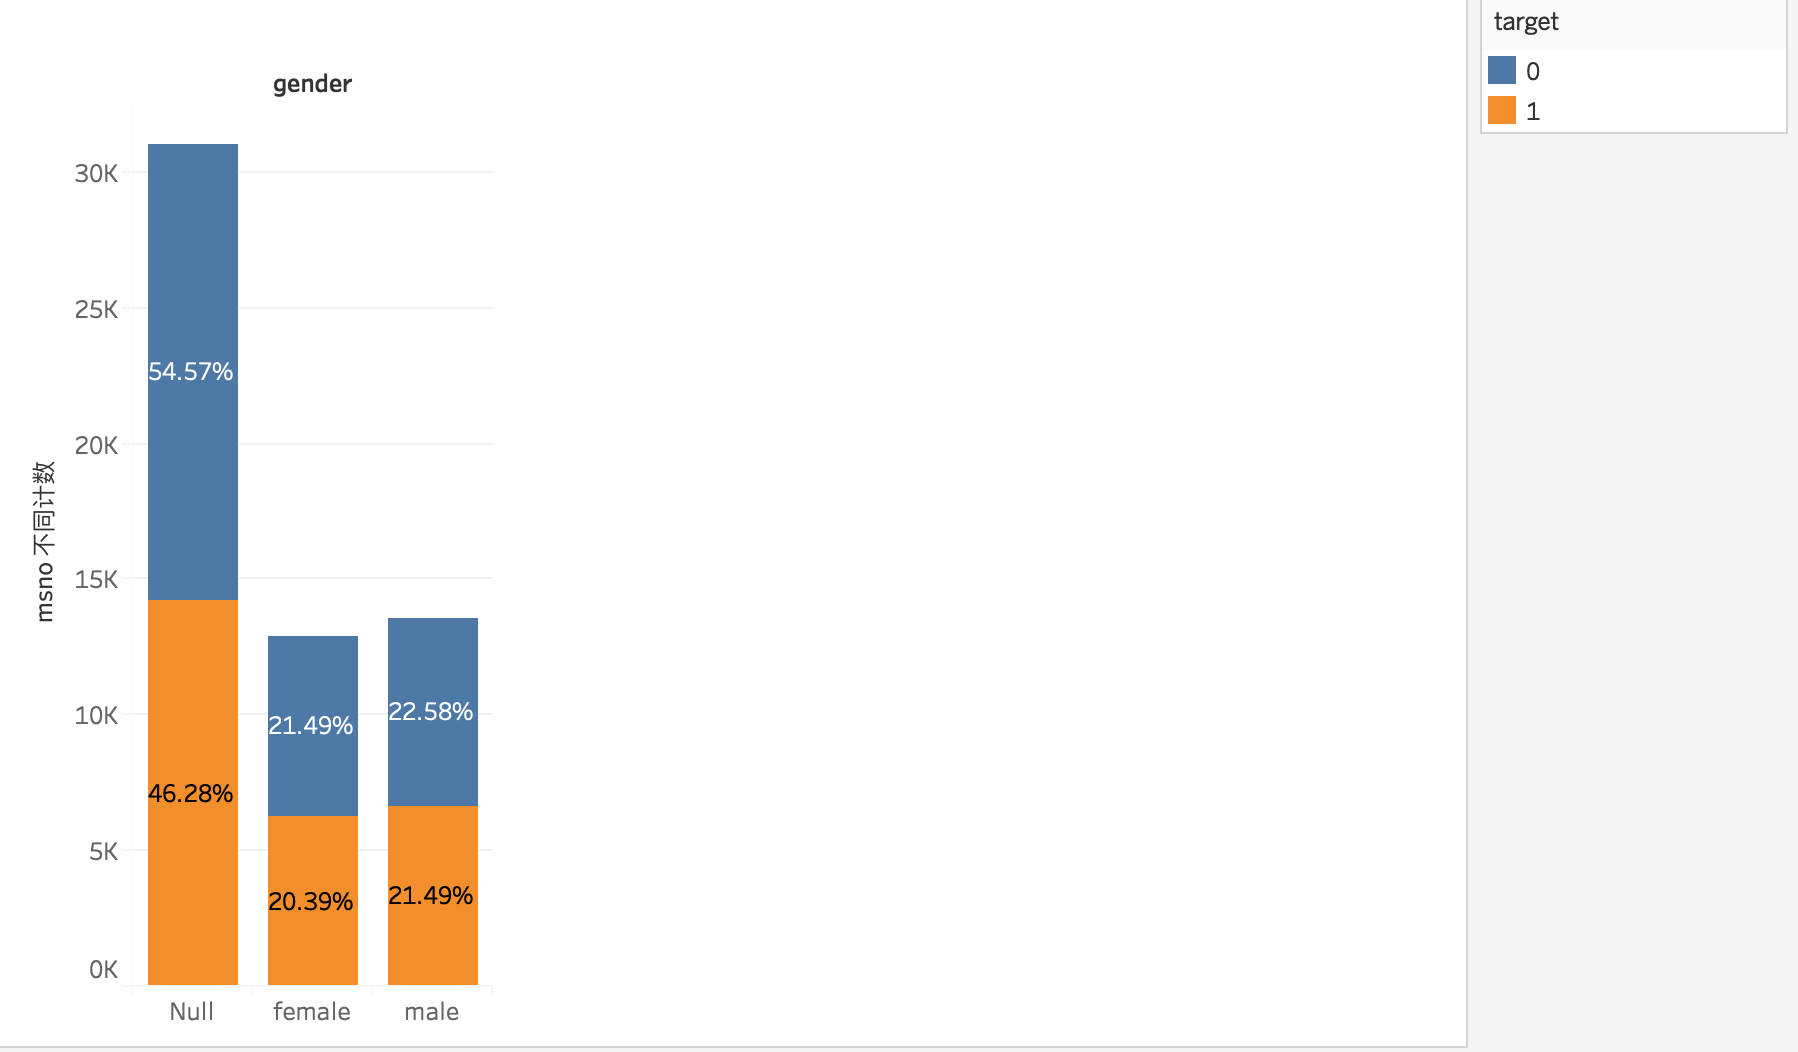 target
0
1
gender
30K
25K
20K
15K
10K
5K
0K
msno 不同计数
54.57%
46.28%
21.49%
20.39%
22.58%
21.49%
Null
female
male